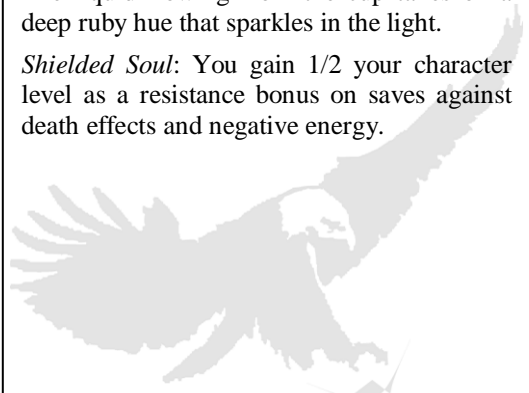 deep ruby hue that sparkles in the light.
Shielded Soul: You gain 1/2 your character
level as a resistance bonus on saves against
death effects and negative energy.